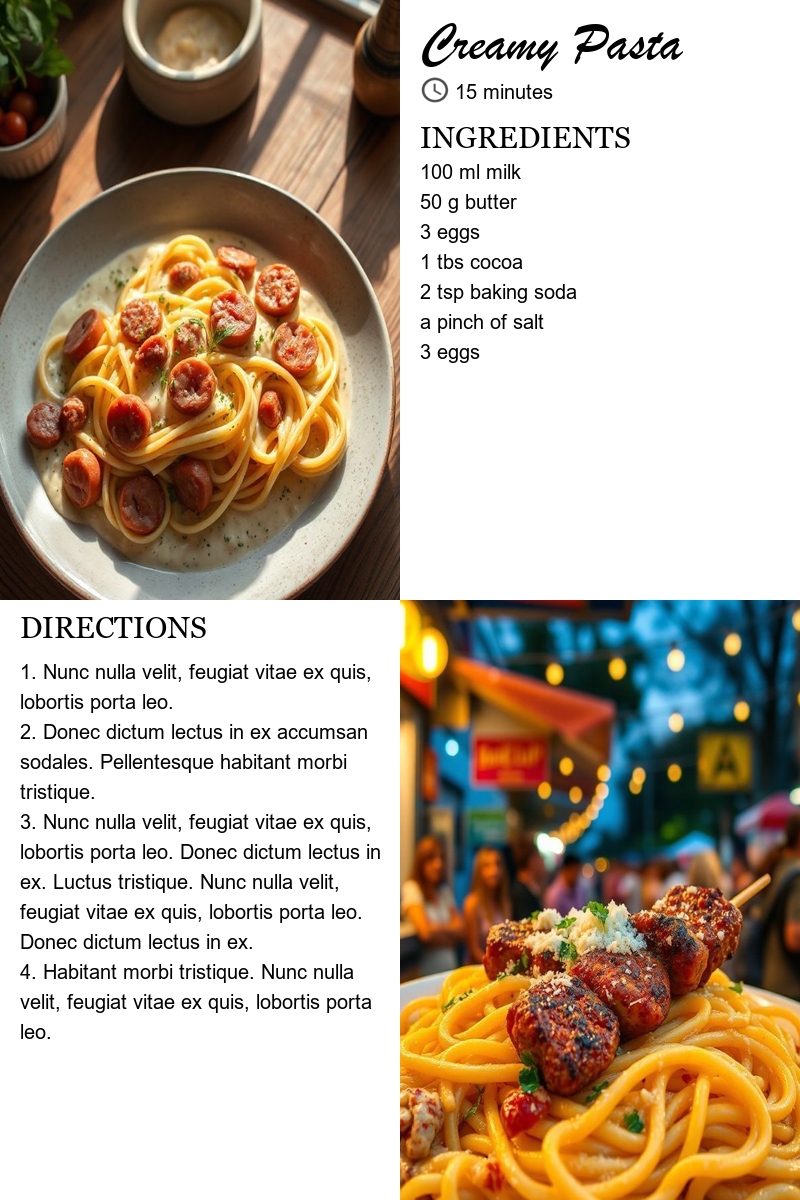 Creamy Pasta
15 minutes
INGREDIENTS
100 ml milk
50 g butter
3 eggs
1 tbs cocoa
2 tsp baking soda
a pinch of salt
3 eggs
DIRECTIONS
1. Nunc nulla velit, feugiat vitae ex quis,
lobortis porta leo.
2. Donec dictum lectus in ex accumsan
sodales. Pellentesque habitant morbi
tristique.
3. Nunc nulla velit, feugiat vitae ex quis,
lobortis porta leo. Donec dictum lectus in
ex. Luctus tristique. Nunc nulla velit,
feugiat vitae ex quis, lobortis porta leo.
Donec dictum lectus in ex.
4. Habitant morbi tristique. Nunc nulla
velit, feugiat vitae ex quis, lobortis porta
leo.
A